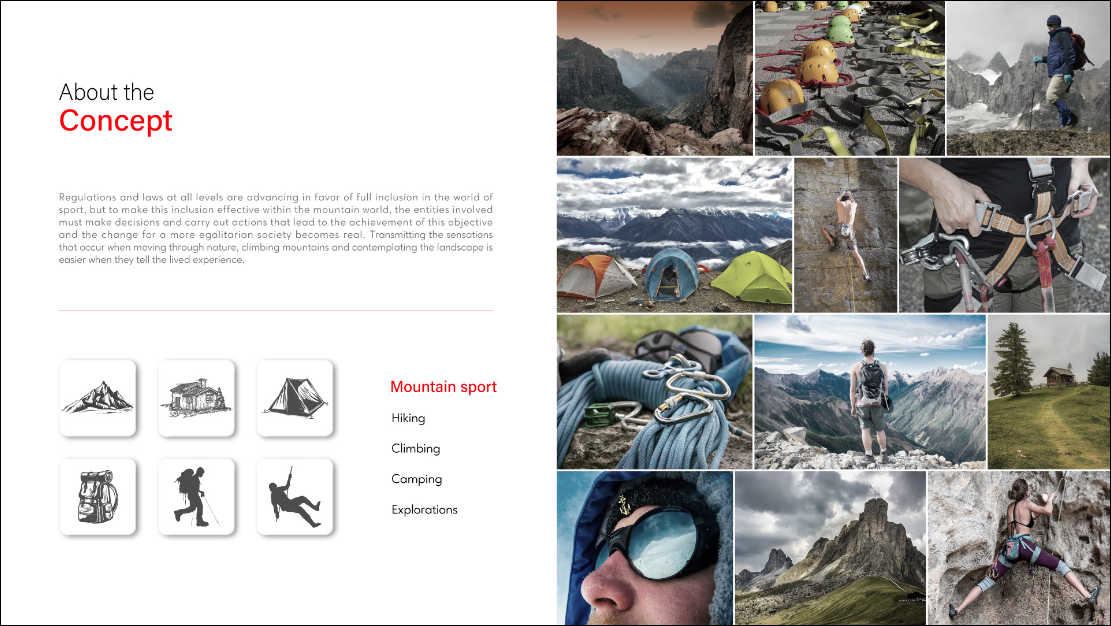 About the
Concept
Regulations and laws at all levels are advancing in favor of full inclusion in the world of
sport, but to make this inclusion effective within the mountain world, the entities involved
must make decisions and carry out actions that lead to the achievement of this objective
and the change for a more egalitarian society becomes real. Transmitting the sensations
that occur when moving through nature, climbing mountains and contemplating the landscape is
easier when they tell the lived experience.
Mountain sport
Hiking
Climbing
Camping
Explorations